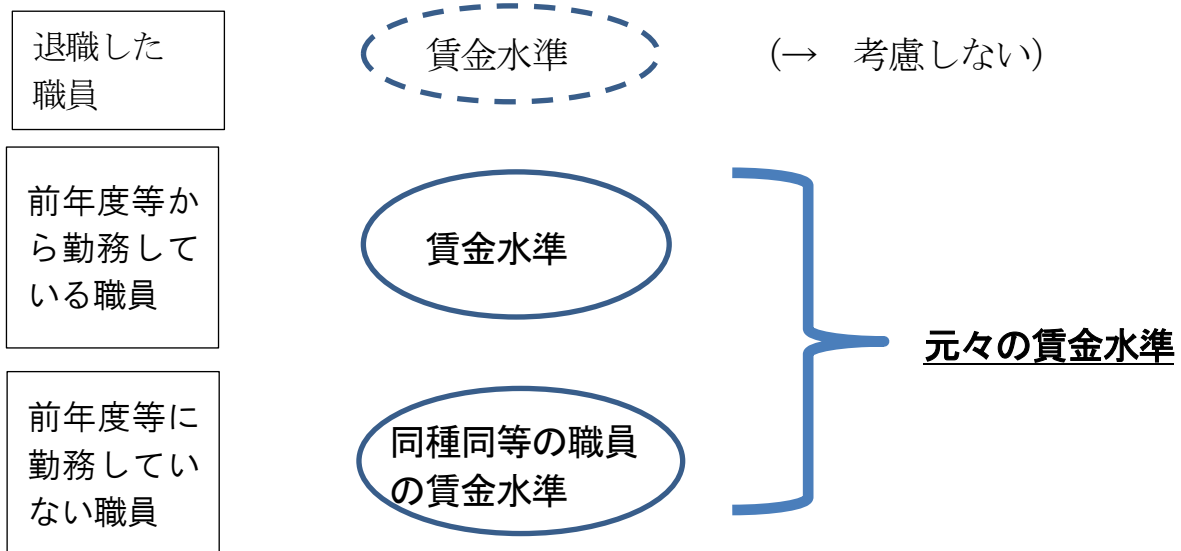 退職した
職員
賃金水準
(→　考慮しない)
前年度等か
ら勤務して
いる職員
賃金水準
元々の賃金水準
前年度等に
勤務してい
ない職員
同種同等の職員
の賃金水準